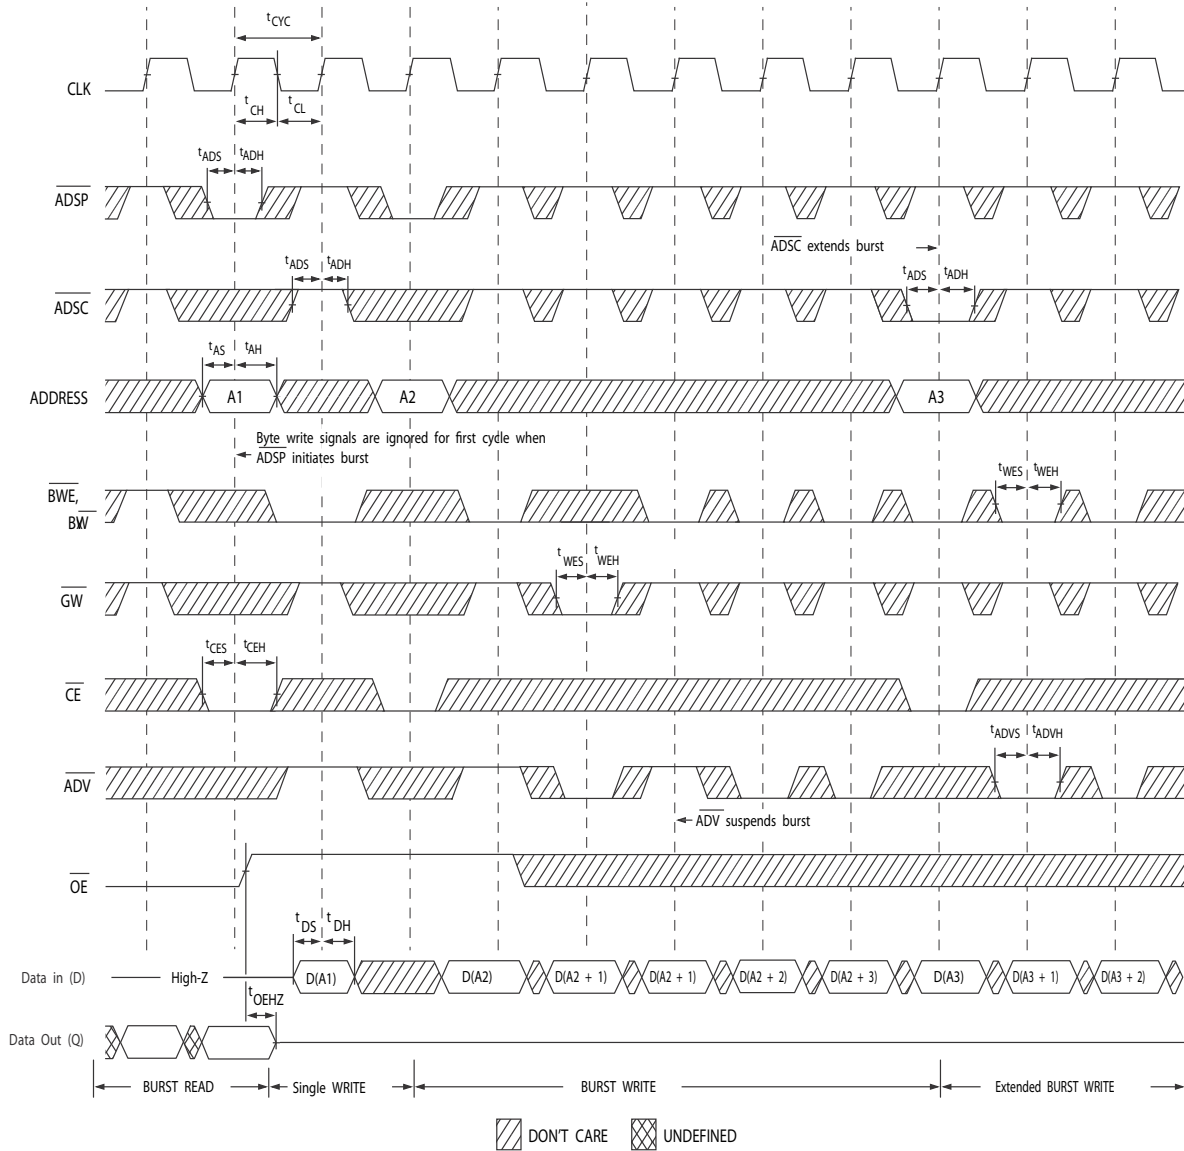 tCYC
CLK
tCH
tCL
tADS tADH
ADSP
ADSC extends burst
tADS tADH
tADS tADH
ADSC
tAS tAH
ADDRESS A1 A2 A3
Byte write signals are ignored for first cycle when
ADSP initiates burst
tWES tWEH
BWE,
BW
tWES tWEH
GW
tCES tCEH
CE
tADVS tADVH
ADV
ADV suspends burst
OE
tDS tDH
Data in (D) High-Z D(A1) D(A2) D(A2 + 1) D(A2 + 1) D(A2 + 2) D(A2 + 3) D(A3) D(A3 + 1) D(A3 + 2)
tOEHZ
Data Out (Q)
BURST READ Single WRITE BURST WRITE Extended BURST WRITE
DON'T CARE UNDEFINED